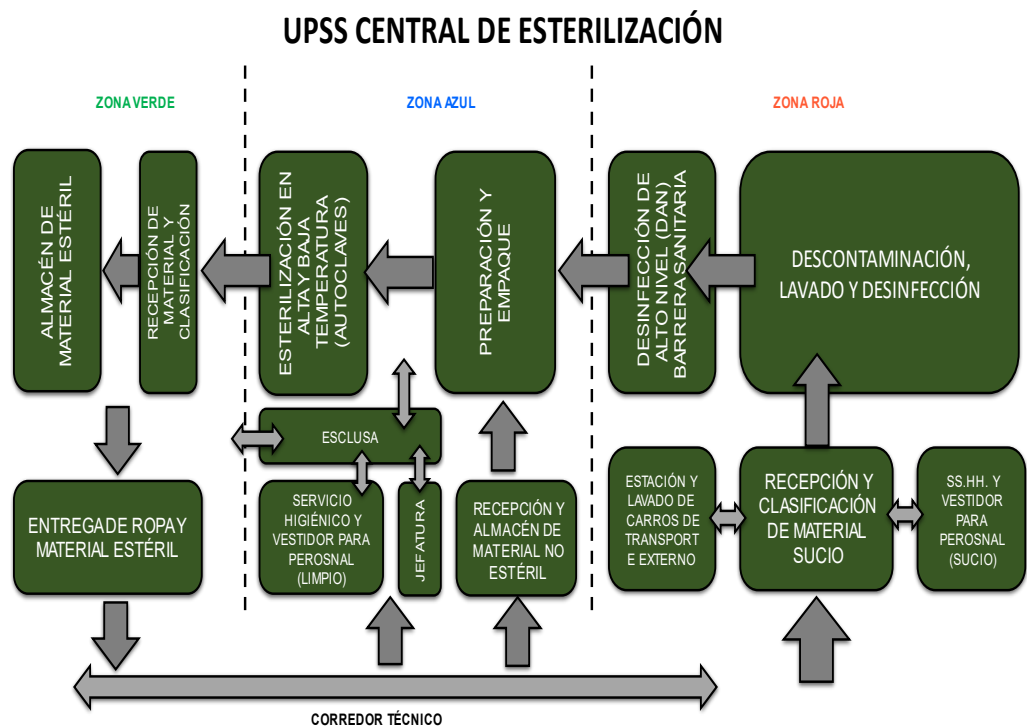 UPSS CENTRAL DE ESTERILIZACIÓN
ZONA VERDE
ZONA AZUL
ZONA ROJA
ALMACÉN DE
MATERIAL ESTÉRIL
RECEPCIÓN DE
MATERIAL Y
CLASIFICACIÓN
ESTERILIZACIÓN EN
ALTA Y BAJA
TEMPERATURA
(AUTOCLAVES)
PREPARACIÓN Y
EMPAQUE
DESINFECCIÓN DE
ALTO NIVEL (DAN)
BARRERA SANITARIA
DESCONTAMINACIÓN,
LAVADO Y DESINFECCIÓN
ESCLUSA
ENTREGA DE ROPA Y
MATERIAL ESTÉRIL
SERVICIO
HIGIÉNICO Y
VESTIDOR PARA
PEROSNAL
(LIMPIO)
JEFATURA
RECEPCIÓN Y
ALMACÉN DE
MATERIAL NO
ESTÉRIL
ESTACIÓN Y
LAVADO DE
CARROS DE
TRANSPORT
E EXTERNO
RECEPCIÓN Y
CLASIFICACIÓN
DE MATERIAL
SUCIO
SS.HH. Y
VESTIDOR
PARA
PEROSNAL
(SUCIO)
CORREDOR TÉCNICO